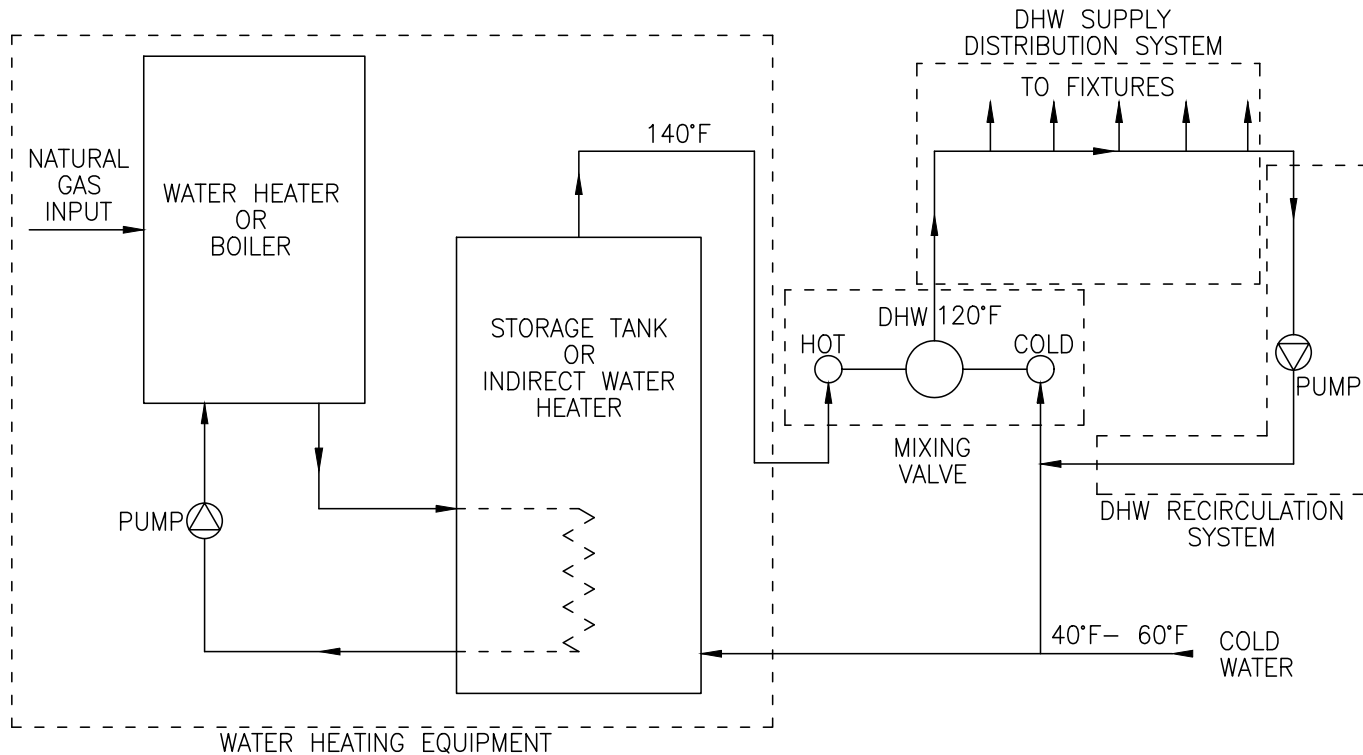 DHW SUPPLY
DISTRIBUTION SYSTEM
TO FIXTURES
140°F
NATURAL
GAS
INPUT
WATER HEATER
OR
BOILER
STORAGE TANK
OR
INDIRECT WATER
HEATER
DHW 120°F
HOT
COLD
MIXING
VALVE
PUMP
PUMP
DHW RECIRCULATION
SYSTEM
40°F– 60°F
COLD
WATER
WATER HEATING EQUIPMENT